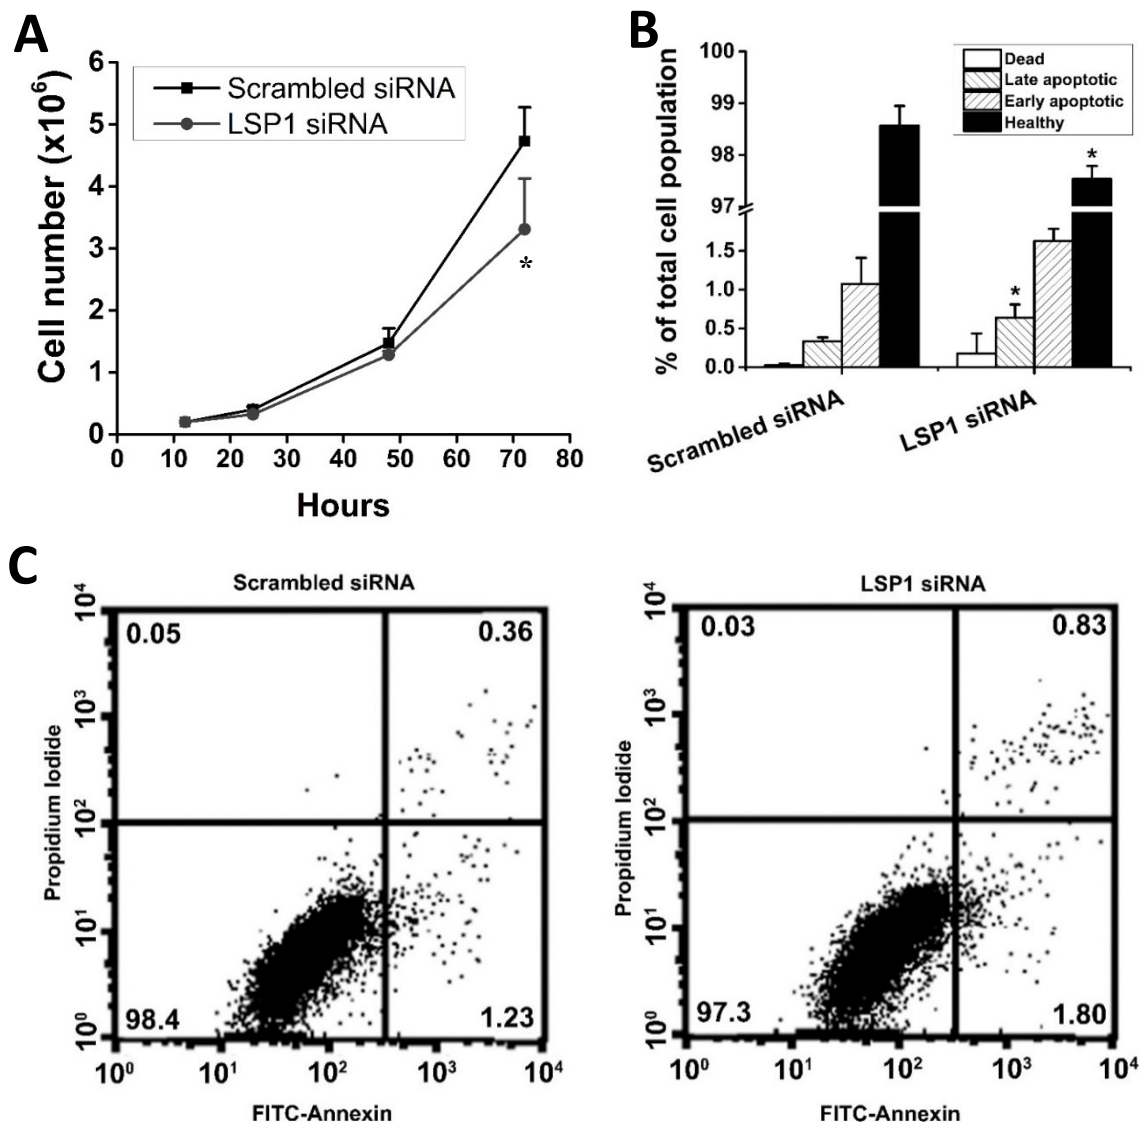 A
Cell number (x10⁶)
6
5
4
3
2
1
0
Scrambled siRNA
LSP1 siRNA
*
0 10 20 30 40 50 60 70 80
Hours
B
% of total cell population
100
99
98
97
1.5
1.0
0.5
0.0
Dead
Late apoptotic
Early apoptotic
Healthy
*
*
Scrambled siRNA
LSP1 siRNA
C
Scrambled siRNA
Propidium Iodide
10⁴
10³
10²
10¹
10⁰
0.05 0.36
98.4 1.23
10⁰ 10¹ 10² 10³ 10⁴
FITC-Annexin
LSP1 siRNA
Propidium Iodide
10⁴
10³
10²
10¹
10⁰
0.03 0.83
97.3 1.80
10⁰ 10¹ 10² 10³ 10⁴
FITC-Annexin